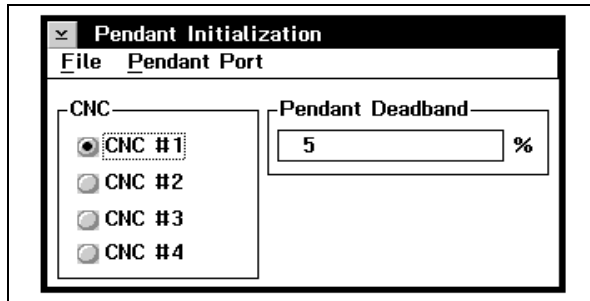 Pendant Initialization
File Pendant Port
CNC
CNC #1
CNC #2
CNC #3
CNC #4
Pendant Deadband
5 %